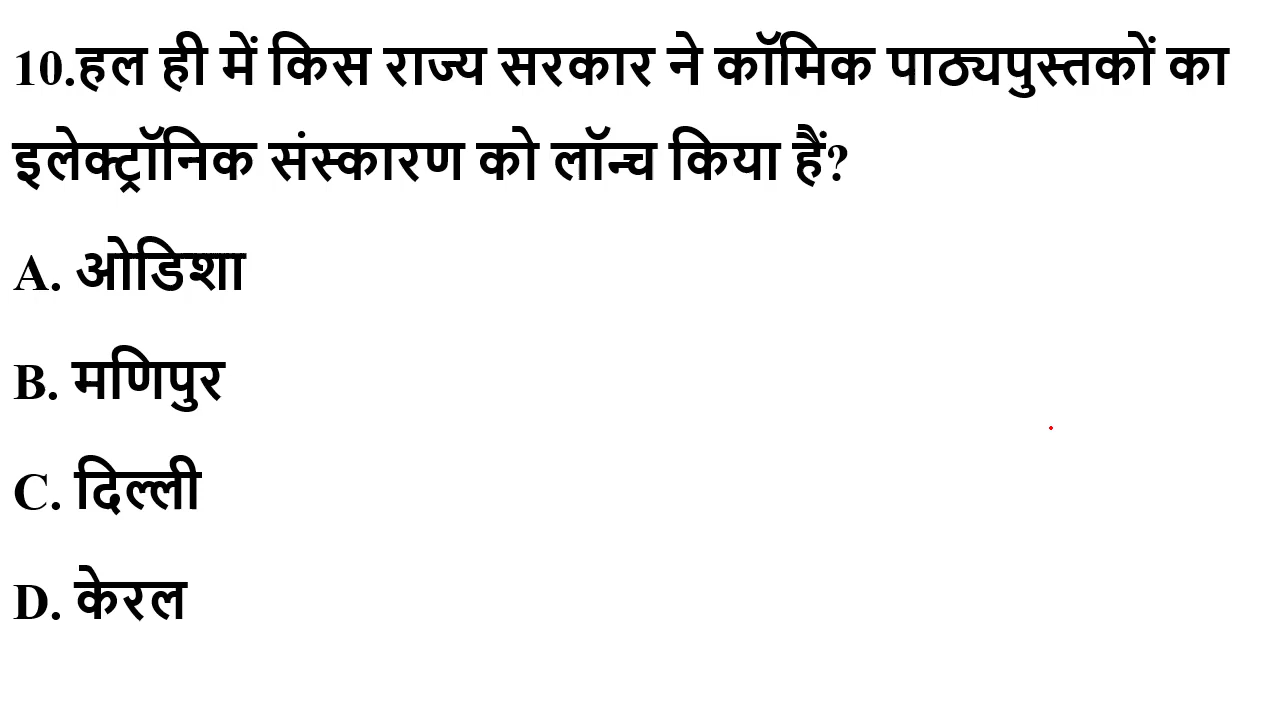 10.हल ही में किस राज्य सरकार ने कॉमिक पाठ्यपुस्तकों का
इलेक्ट्रॉनिक संस्कारण को लॉन्च किया हैं?
A. ओडिशा
B. मणिपुर
C. दिल्ली
D. केरल